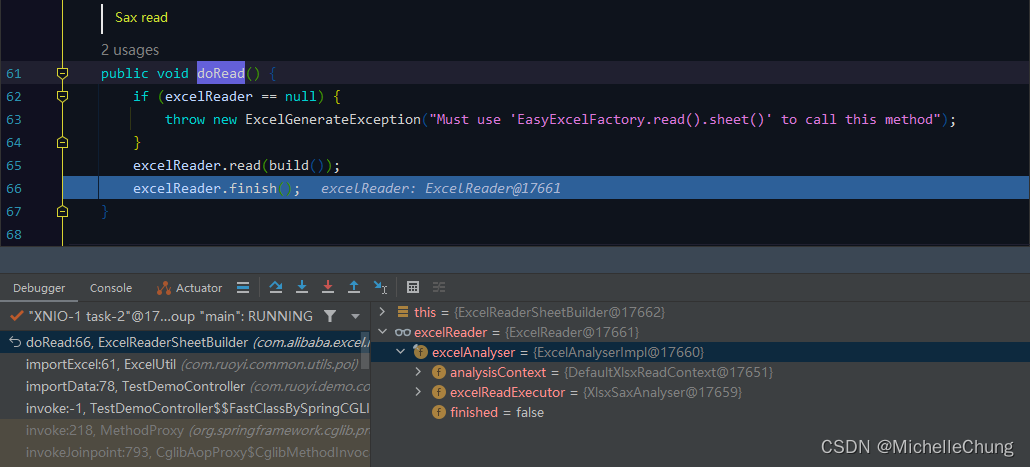 Sax read
2 usages
61 public void doRead() {
62 if (excelReader == null) {
63 throw new ExcelGenerateException("Must use 'EasyExcelFactory.read().sheet()' to call this method");
64 }
65 excelReader.read(build());
66 excelReader.finish(); excelReader: ExcelReader@17661
67 }
68
Debugger Console Actuator
"XNIO-1 task-2"@17...oup "main": RUNNING
doRead:66, ExcelReaderSheetBuilder (com.alibaba.excel.r
importExcel:61, ExcelUtil (com.ruoyi.common.utils.poi)
importData:78, TestDemoController (com.ruoyi.demo.co
invoke:-1, TestDemoController$$FastClassBySpringCGLI
invoke:218, MethodProxy (org.springframework.cglib.pr
invokeJoinpoint:793, CglibAopProxy$CglibMethodInvoc
this = {ExcelReaderSheetBuilder@17662}
excelReader = {ExcelReader@17661}
excelAnalyser = {ExcelAnalyserImpl@17660}
analysisContext = {DefaultXlsxReadContext@17651}
excelReadExecutor = {XlsxSaxAnalyser@17659}
finished = false
CSDN @MichelleChung